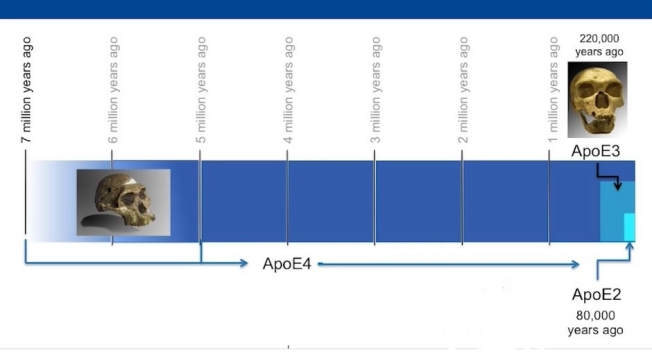 7 million years ago
6 million years ago
5 million years ago
4 million years ago
3 million years ago
2 million years ago
1 million years ago
220,000
years ago
ApoE3
ApoE4
ApoE2
80,000
years ago